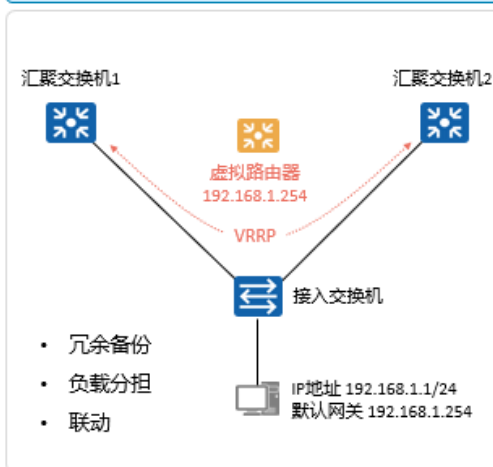 汇聚交换机1
汇聚交换机2
虚拟路由器
192.168.1.254
VRRP
接入交换机
• 冗余备份
• 负载分担
• 联动
IP地址 192.168.1.1/24
默认网关 192.168.1.254